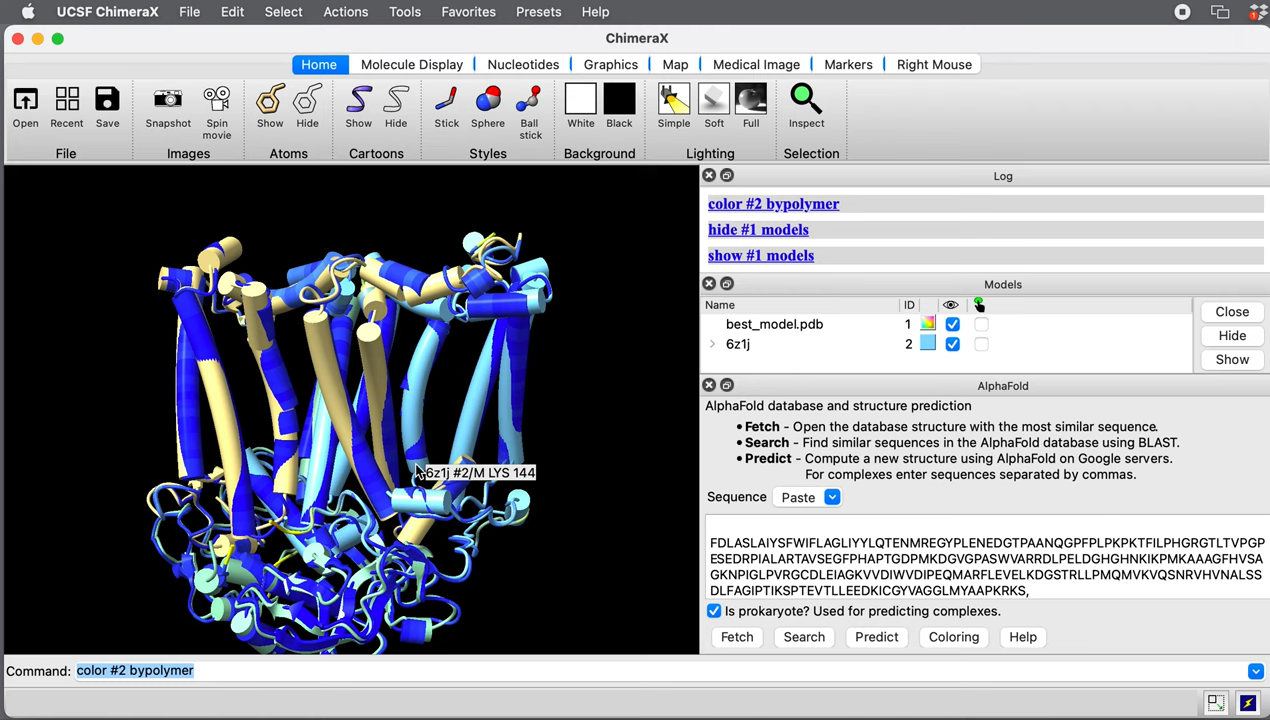 UCSF ChimeraX File Edit Select Actions Tools Favorites Presets Help
ChimeraX
Home Molecule Display Nucleotides Graphics Map Medical Image Markers Right Mouse
Open Recent Save Snapshot Spin movie Show Hide Show Hide Stick Sphere Ball stick White Black Simple Soft Full Inspect
File Images Atoms Cartoons Styles Background Lighting Selection
Log
color #2 bypolymer
hide #1 models
show #1 models
Models
Name ID
best_model.pdb 1
6z1j 2
Close
Hide
Show
6z1j #2/M LYS 144
AlphaFold
AlphaFold database and structure prediction
• Fetch - Open the database structure with the most similar sequence.
• Search - Find similar sequences in the AlphaFold database using BLAST.
• Predict - Compute a new structure using AlphaFold on Google servers.
For complexes enter sequences separated by commas.
Sequence Paste
FDLASLAIYSFWIFLAGLIYYLQTENMREGYPLENEDGTPAANQGPFPLPKPKTFILPHGRGTLTVPGP
ESEDRPIALARTAVSEGFPHAPTGDPMKDGVGPASWVARRDLPELDGHGHNKIKPMKAAAGFHVSA
GKNPIGLPVRGCDLEIAGKVVDIWVDIPEQMARFLEVELKDGSTRLLPMQMVKVQSNRVHVNALSS
DLFAGIPTIKSPTEVTLLEEDKICGYVAGGLMYAAPKRKS,
Is prokaryote? Used for predicting complexes.
Fetch Search Predict Coloring Help
Command: color #2 bypolymer